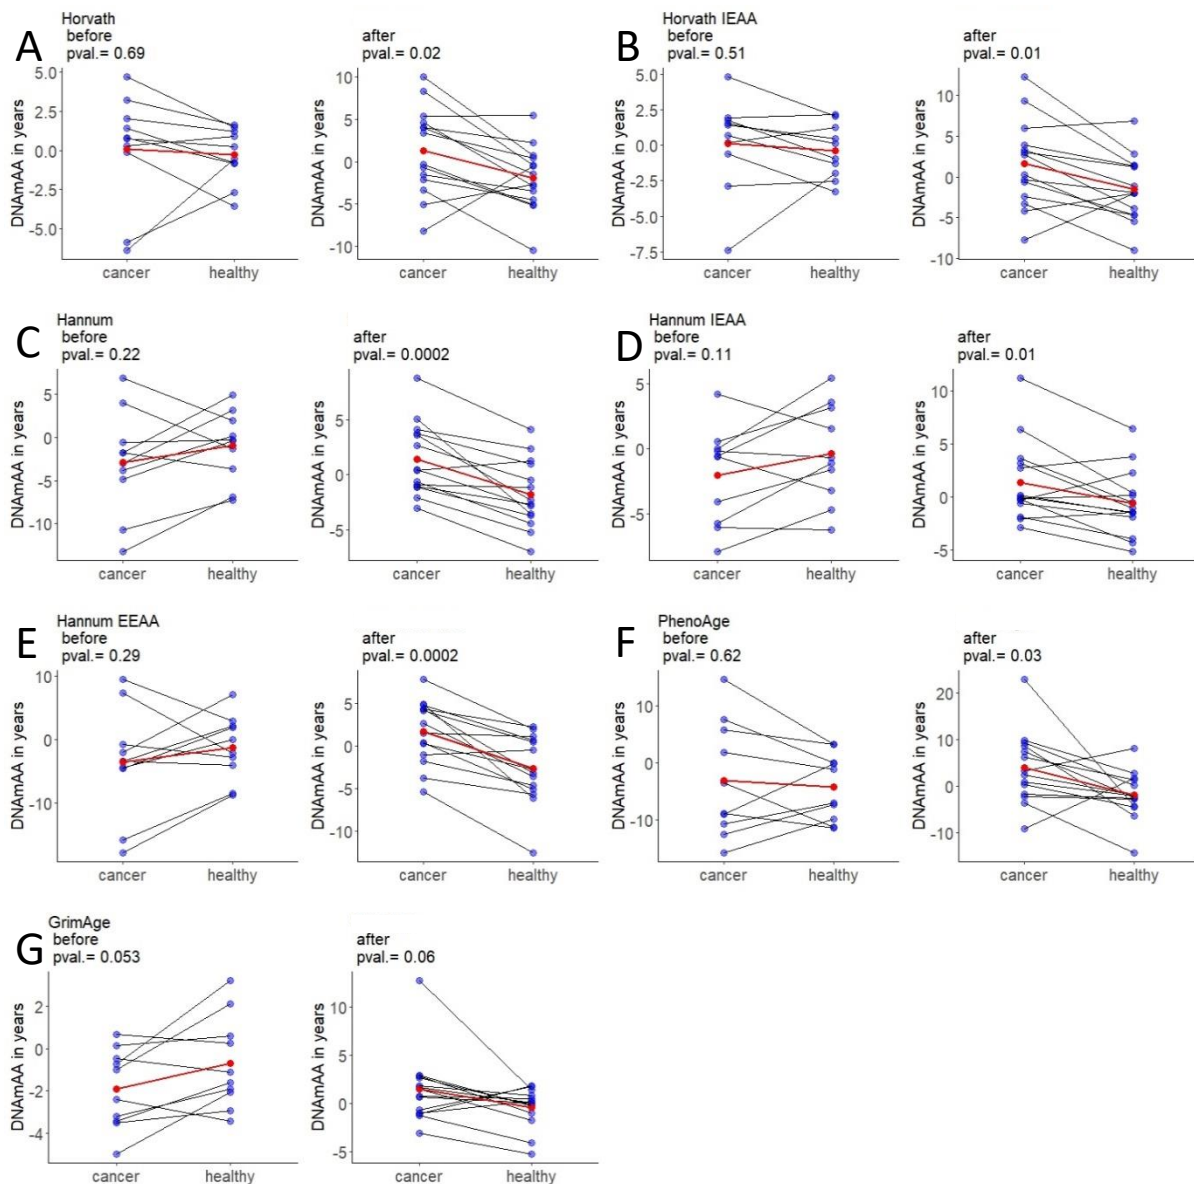 A
Horvath
before
pval.= 0.69
DNAmAA in years
5.0
2.5
0.0
-2.5
-5.0
cancer
healthy
after
pval.= 0.02
DNAmAA in years
10
5
0
-5
-10
cancer
healthy
B
Horvath IEAA
before
pval.= 0.51
DNAmAA in years
5.0
2.5
0.0
-2.5
-5.0
-7.5
cancer
healthy
after
pval.= 0.01
DNAmAA in years
10
5
0
-5
-10
cancer
healthy
C
Hannum
before
pval.= 0.22
DNAmAA in years
5
0
-5
-10
cancer
healthy
after
pval.= 0.0002
DNAmAA in years
5
0
-5
cancer
healthy
D
Hannum IEAA
before
pval.= 0.11
DNAmAA in years
5
0
-5
cancer
healthy
after
pval.= 0.01
DNAmAA in years
10
5
0
-5
cancer
healthy
E
Hannum EEAA
before
pval.= 0.29
DNAmAA in years
10
0
-10
cancer
healthy
after
pval.= 0.0002
DNAmAA in years
5
0
-5
-10
cancer
healthy
F
PhenoAge
before
pval.= 0.62
DNAmAA in years
10
0
-10
cancer
healthy
after
pval.= 0.03
DNAmAA in years
20
10
0
-10
cancer
healthy
G
GrimAge
before
pval.= 0.053
DNAmAA in years
2
0
-2
-4
cancer
healthy
after
pval.= 0.06
DNAmAA in years
10
5
0
-5
cancer
healthy